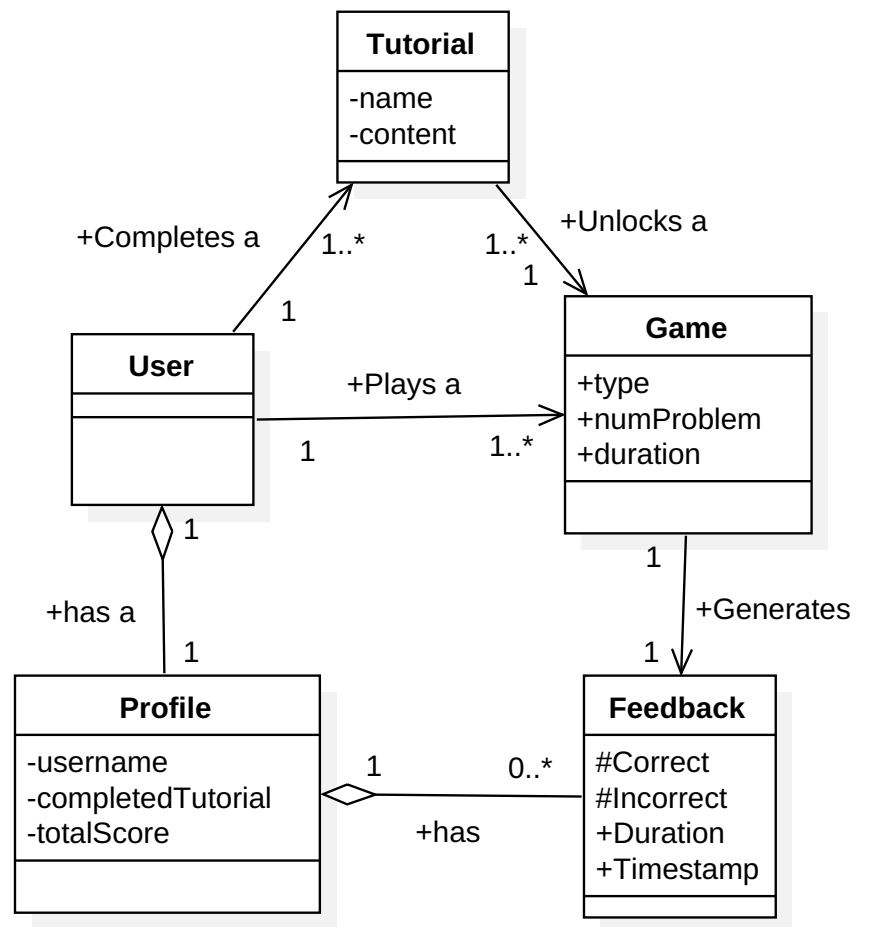 Tutorial
-name
-content
+Completes a
1..*
1
1..*
1
+Unlocks a
User
+Plays a
1
1..*
Game
+type
+numProblem
+duration
1
+has a
1
1
+Generates
1
Profile
-username
-completedTutorial
-totalScore
1
0..*
+has
Feedback
#Correct
#Incorrect
+Duration
+Timestamp